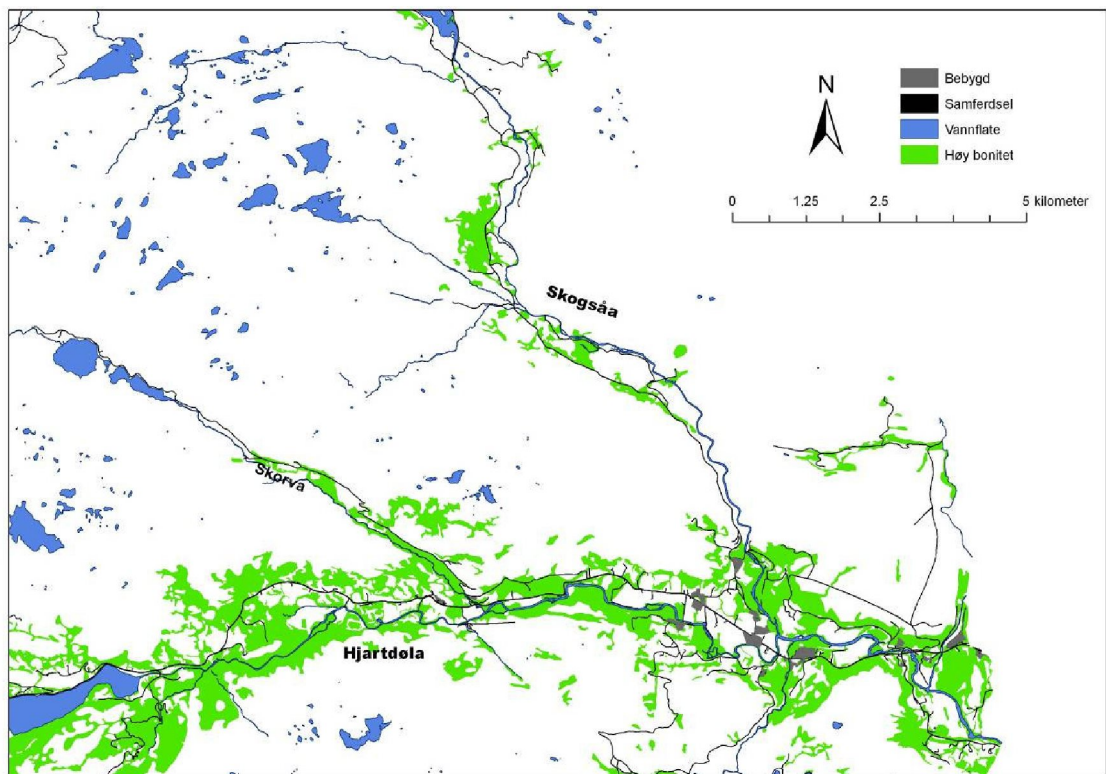 N
Bebygd
Samferdsel
Vannflate
Høy bonitet
0 1.25 2.5 5 kilometer
Skogsåa
Skorva
Hjartdøla